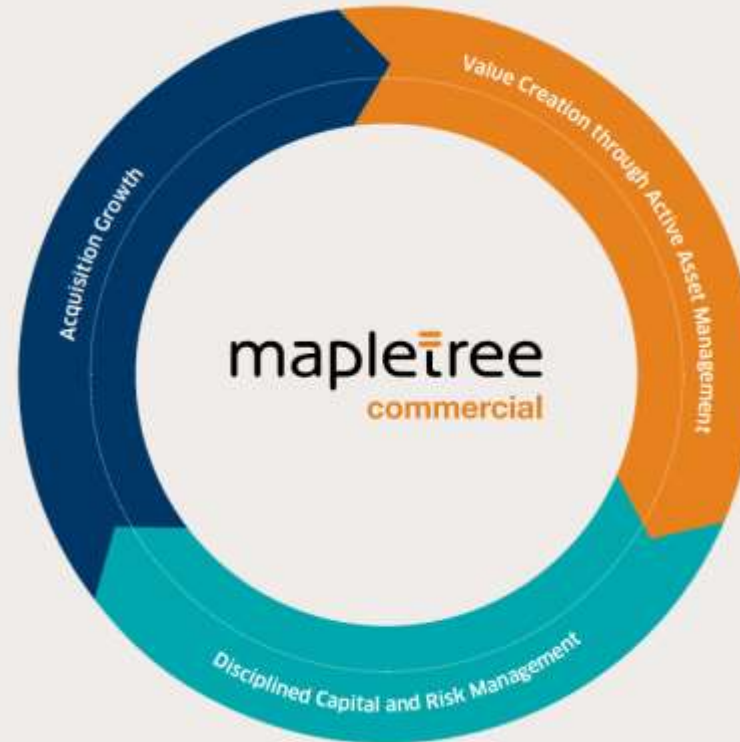 Value Creation through Active Asset Management
Acquisition Growth
mapletree
commercial
Disciplined Capital and Risk Management